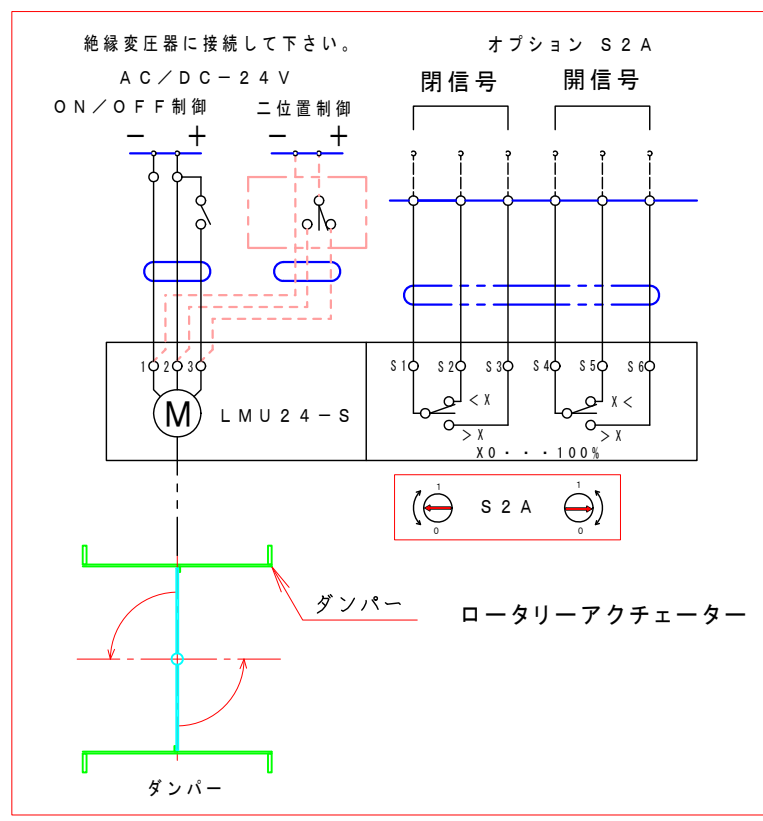 絶縁変圧器に接続して下さい。
オプション S2A
AC/DC-24V
閉信号 開信号
ON/OFF制御 二位置制御
- + - +
1 2 3 S1 S2 S3 S4 S5 S6
<X X<
M LMU24-S
>X >X
X0・・・100%
1 1
S2A
0 0
ダンパー
ロータリーアクチェーター
ダンパー